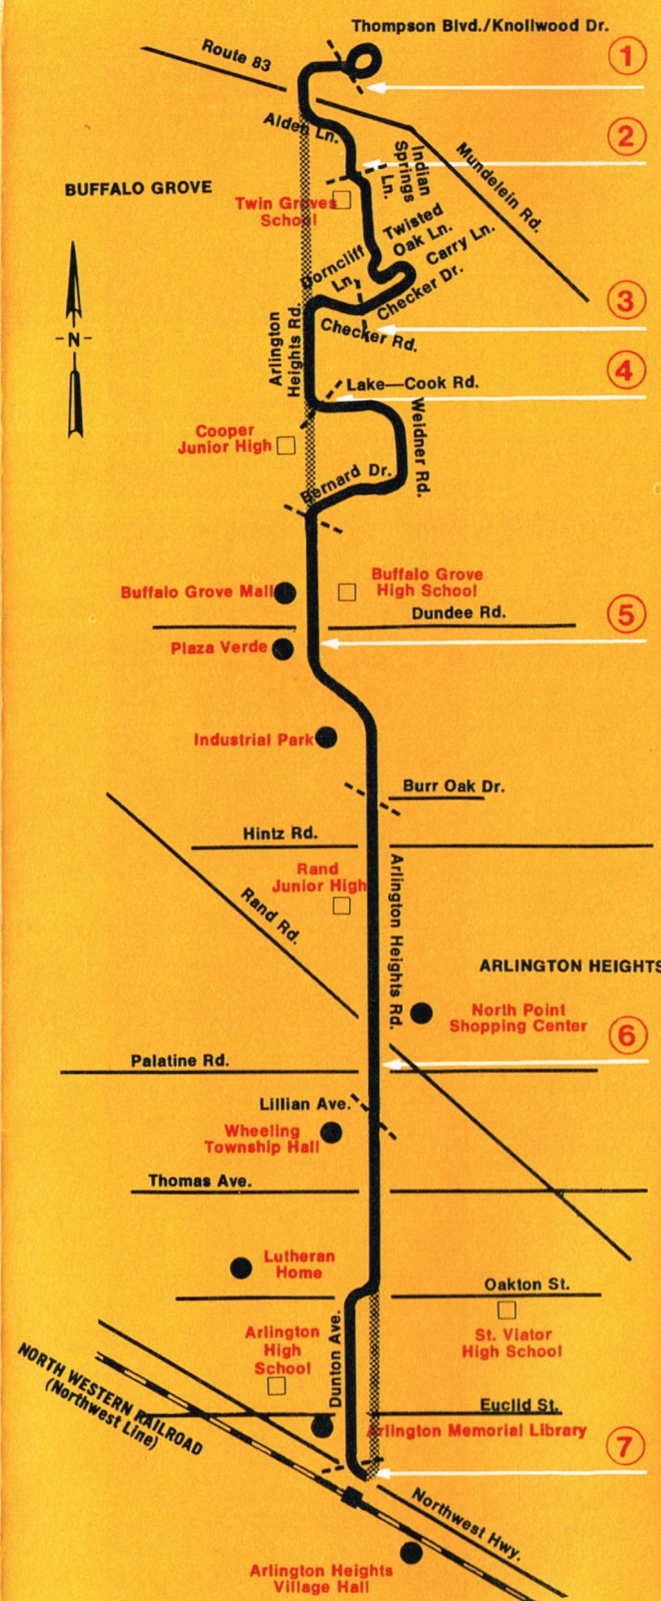 Thompson Blvd./Knollwood Dr.
Route 83
1
Alden Ln.
2
Indian
Springs
Ln.
Mundelein Rd.
BUFFALO GROVE
Twin Groves
School
Twisted
Oak Ln.
Carry Ln.
Dorncliff
Ln.
Checker Dr.
3
N
Arlington
Heights Rd.
Checker Rd.
4
Lake—Cook Rd.
Cooper
Junior High
Weidner Rd.
Bernard Dr.
Buffalo Grove Mall
Buffalo Grove
High School
Dundee Rd.
5
Plaza Verde
Industrial Park
Burr Oak Dr.
Hintz Rd.
Rand
Junior High
Rand Rd.
Arlington Heights Rd.
ARLINGTON HEIGHTS
North Point
Shopping Center
6
Palatine Rd.
Lillian Ave.
Wheeling
Township Hall
Thomas Ave.
Lutheran
Home
Oakton St.
Arlington
High
School
Dunton Ave.
St. Viator
High School
NORTH WESTERN RAILROAD
(Northwest Line)
Euclid St.
Arlington Memorial Library
7
Northwest Hwy.
Arlington Heights
Village Hall